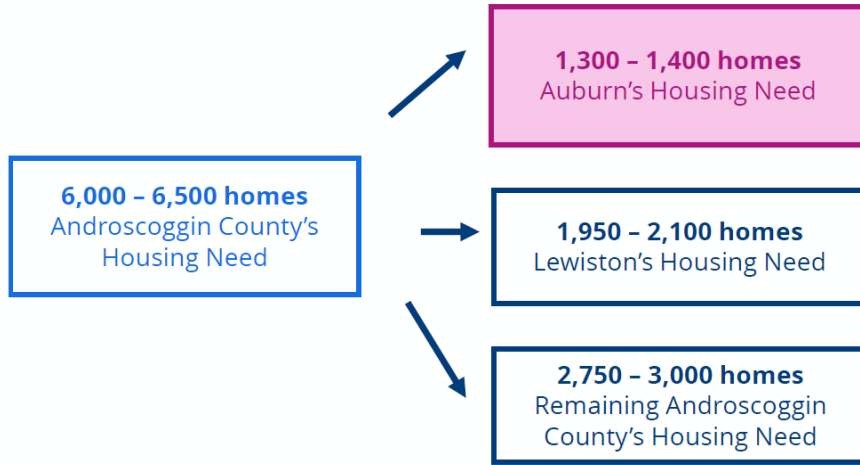 1,300 – 1,400 homes
Auburn’s Housing Need
6,000 – 6,500 homes
Androscoggin County’s
Housing Need
1,950 – 2,100 homes
Lewiston’s Housing Need
2,750 – 3,000 homes
Remaining Androscoggin
County’s Housing Need